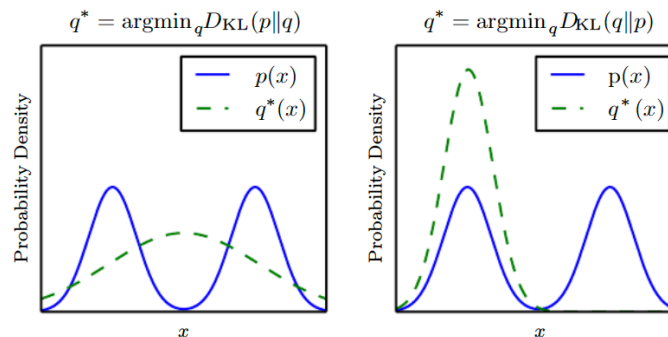 q* = argmin_q D_KL(p‖q)
p(x)
q*(x)
Probability Density
x
q* = argmin_q D_KL(q‖p)
p(x)
q*(x)
Probability Density
x